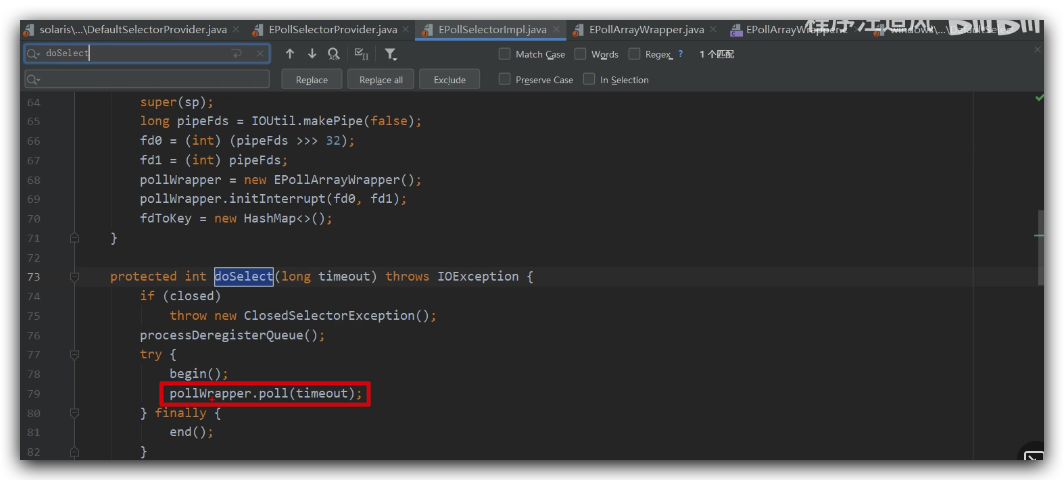 solaris\...\DefaultSelectorProvider.java
EPollSelectorProvider.java
EPollSelectorImpl.java
EPollArrayWrapper.java
doSelect
Match Case
Words
Regex
?
1 个匹配
Replace
Replace all
Exclude
Preserve Case
In Selection
64 super(sp);
65 long pipeFds = IOUtil.makePipe(false);
66 fd0 = (int) (pipeFds >>> 32);
67 fd1 = (int) pipeFds;
68 pollWrapper = new EPollArrayWrapper();
69 pollWrapper.initInterrupt(fd0, fd1);
70 fdToKey = new HashMap<>();
71 }
72
73 protected int doSelect(long timeout) throws IOException {
74 if (closed)
75 throw new ClosedSelectorException();
76 processDeregisterQueue();
77 try {
78 begin();
79 pollWrapper.poll(timeout);
80 } finally {
81 end();
82 }